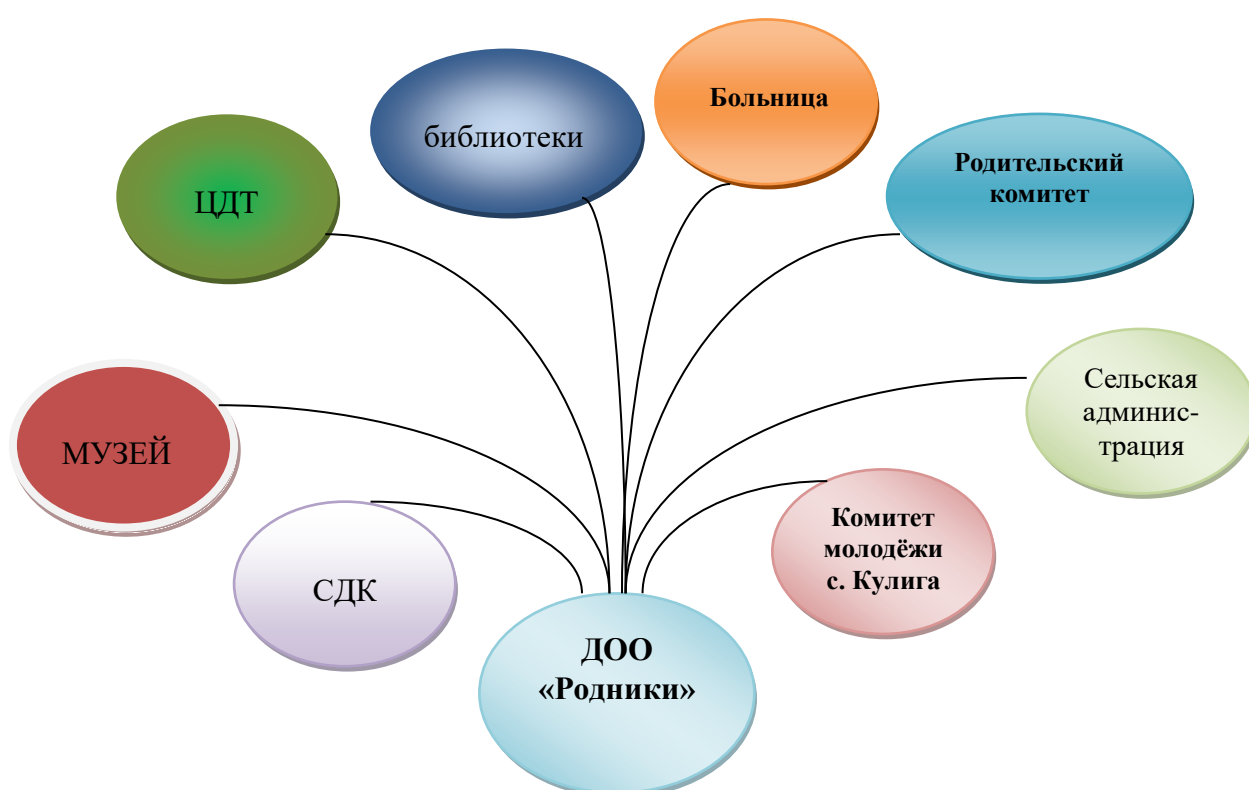 Больница
библиотеки
Родительский
комитет
ЦДТ
Сельская
админис-
трация
МУЗЕЙ
Комитет
молодёжи
с. Кулига
СДК
ДОО
«Родники»